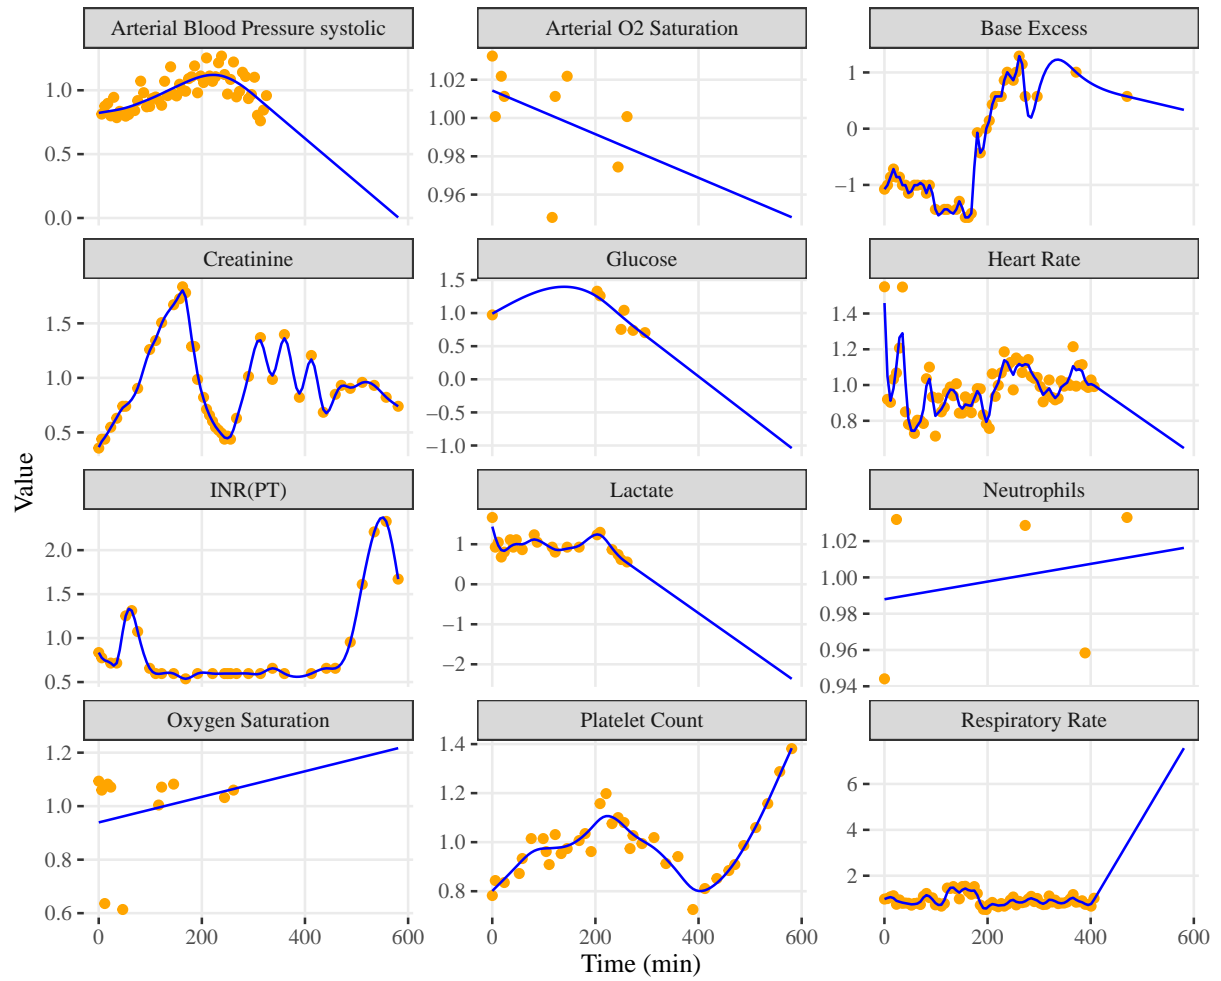 Arterial Blood Pressure systolic
Arterial O2 Saturation
Base Excess
1.0
0.5
0.0
1.02
1.00
0.98
0.96
1
0
−1
Creatinine
Glucose
Heart Rate
1.5
1.0
0.5
1.5
1.0
0.5
0.0
−0.5
−1.0
1.4
1.2
1.0
0.8
INR(PT)
Lactate
Neutrophils
2.0
1.5
1.0
0.5
1
0
−1
−2
1.02
1.00
0.98
0.96
0.94
Oxygen Saturation
Platelet Count
Respiratory Rate
1.2
1.0
0.8
0.6
1.4
1.2
1.0
0.8
6
4
2
0 200 400 600
0 200 400 600
0 200 400 600
Time (min)
Value